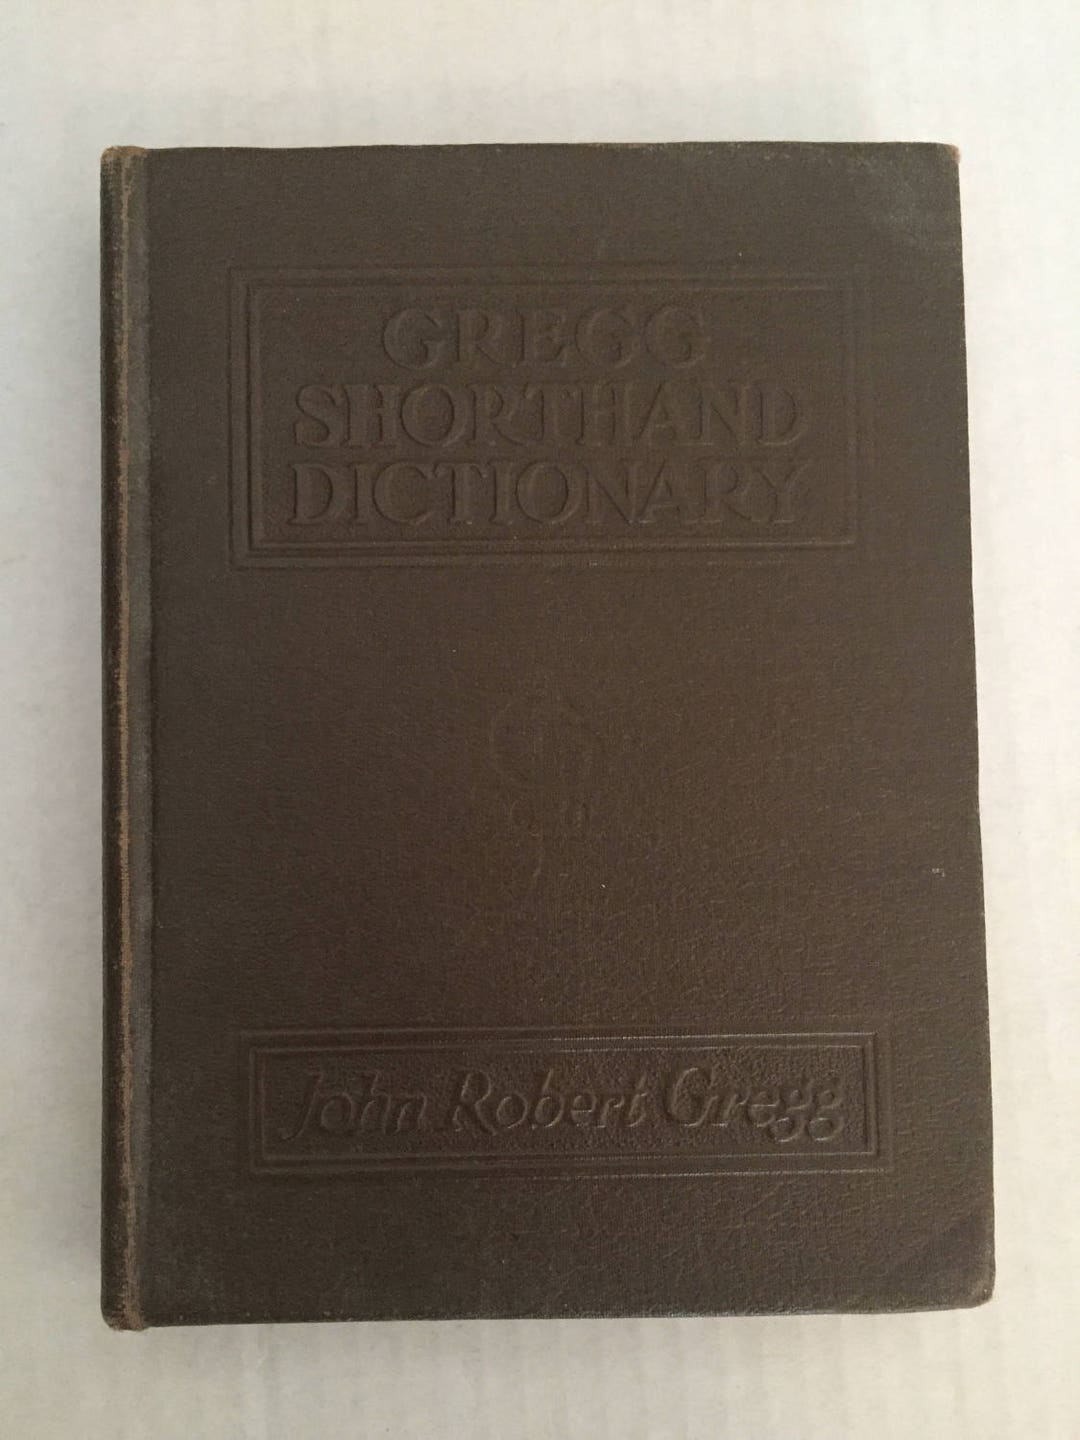 GREGG
SHORTHAND
DICTIONARY
John Robert Gregg